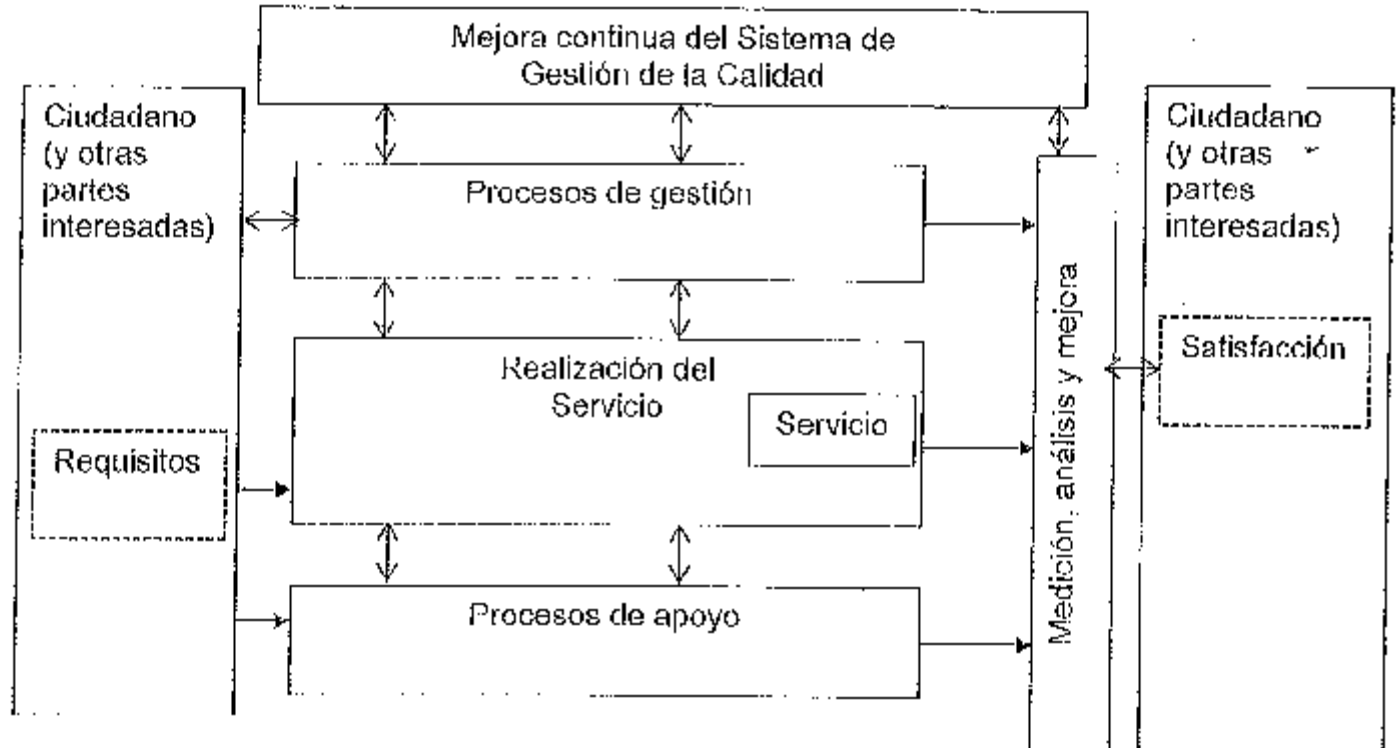 Mejora continua del Sistema de
Gestión de la Calidad
Ciudadano
(y otras
partes
interesadas)
Requisitos
Procesos de gestión
Realización del
Servicio
Servicio
Procesos de apoyo
Medición, análisis y mejora
Ciudadano
(y otras
partes
interesadas)
Satisfacción